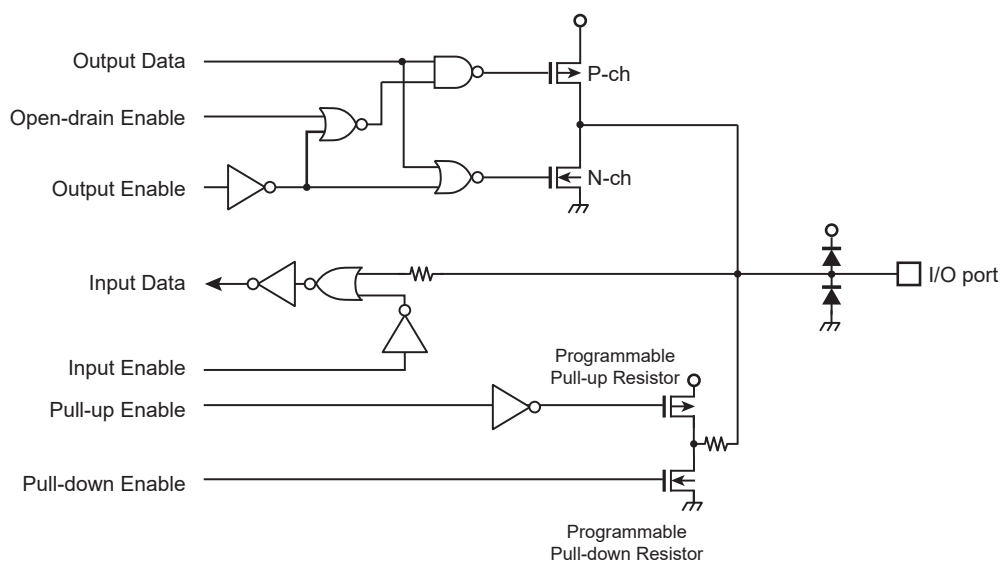 Output Data
P-ch
Open-drain Enable
Output Enable
N-ch
Input Data
I/O port
Input Enable
Programmable
Pull-up Resistor
Pull-up Enable
Pull-down Enable
Programmable
Pull-down Resistor